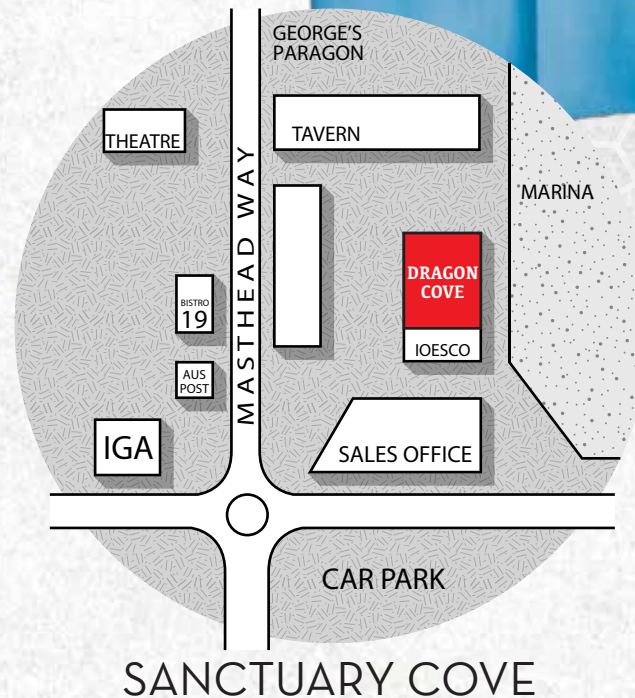 GEORGE'S
PARAGON
THEATRE
TAVERN
MARINA
MASTHEAD WAY
DRAGON
COVE
BISTRO
19
IOESCO
AUS
POST
IGA
SALES OFFICE
CAR PARK
SANCTUARY COVE